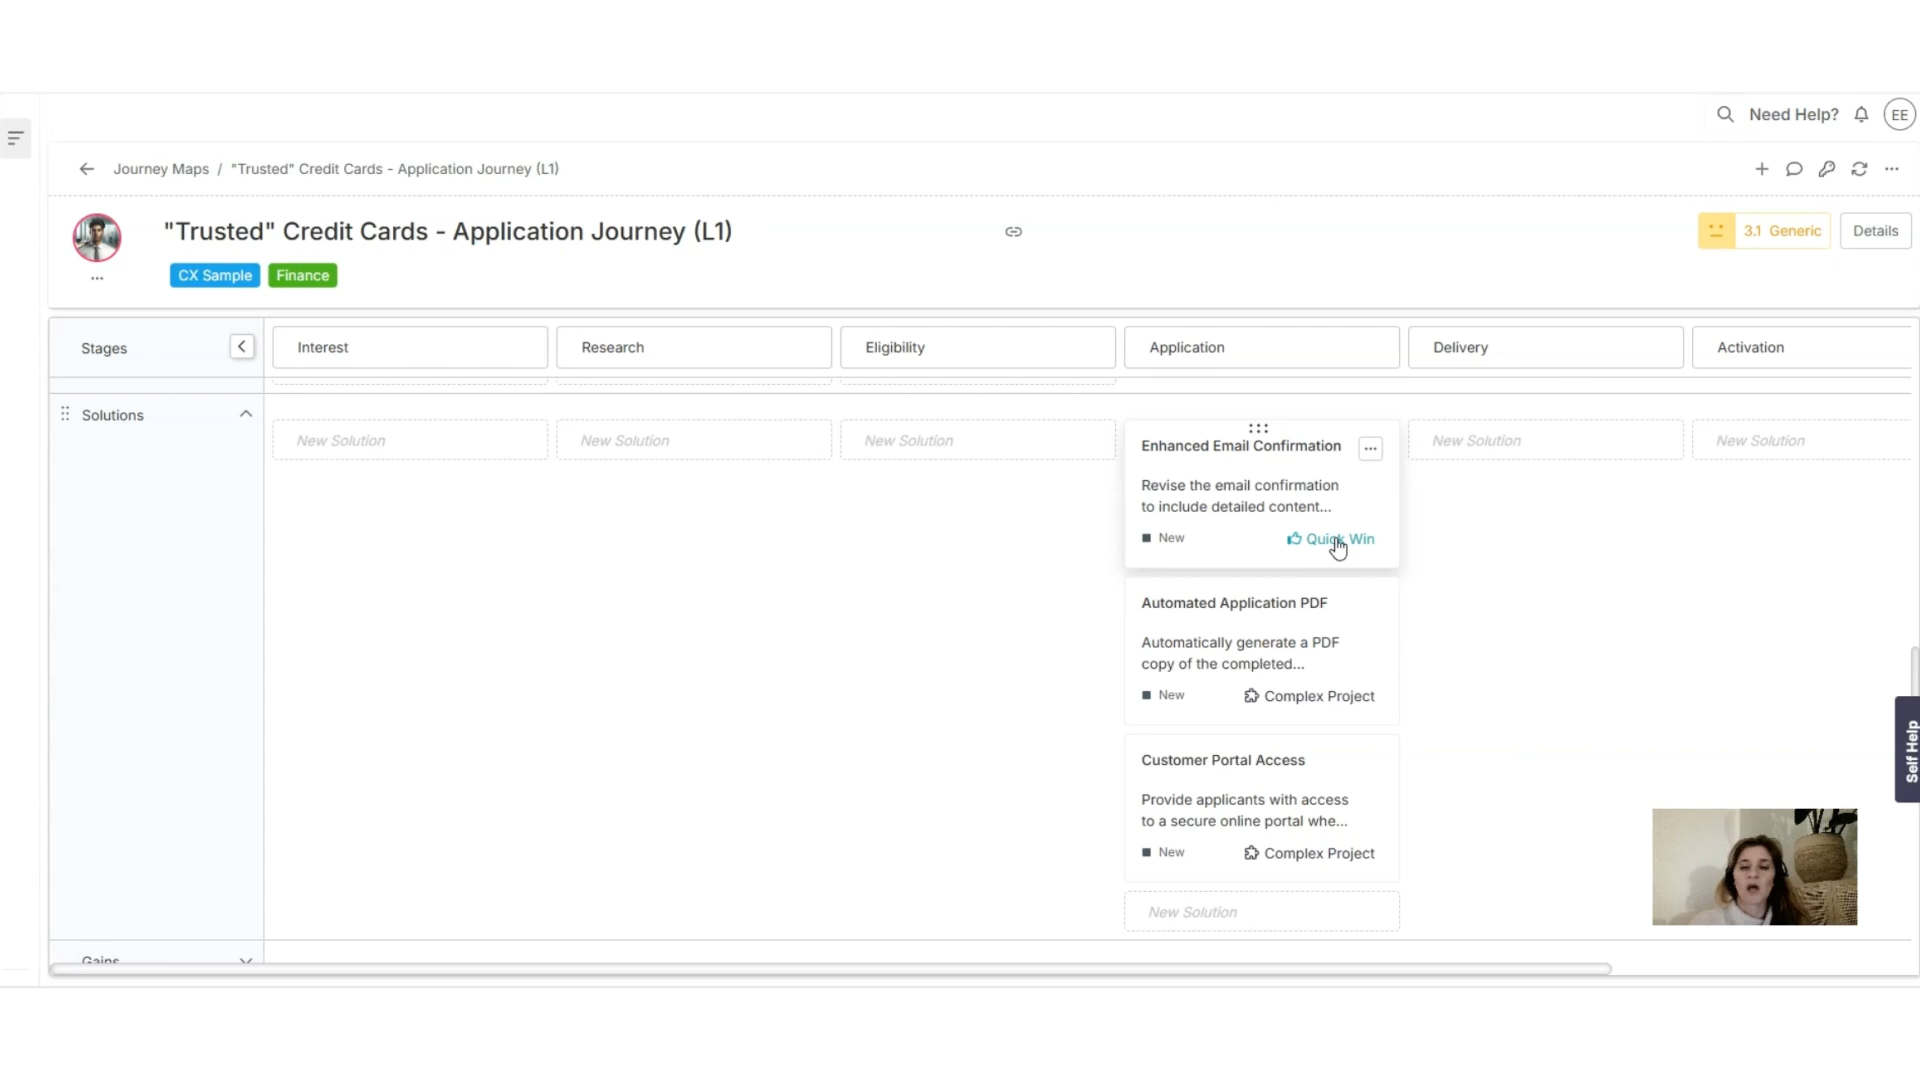 Need Help?
EE
Journey Maps / "Trusted" Credit Cards - Application Journey (L1)
"Trusted" Credit Cards - Application Journey (L1)
3.1 Generic
Details
CX Sample
Finance
Stages
Interest
Research
Eligibility
Application
Delivery
Activation
Solutions
New Solution
New Solution
New Solution
Enhanced Email Confirmation
Revise the email confirmation
to include detailed content...
New
Quick Win
New Solution
New Solution
Automated Application PDF
Automatically generate a PDF
copy of the completed...
New
Complex Project
Customer Portal Access
Provide applicants with access
to a secure online portal whe...
New
Complex Project
New Solution
Self Help
Gains